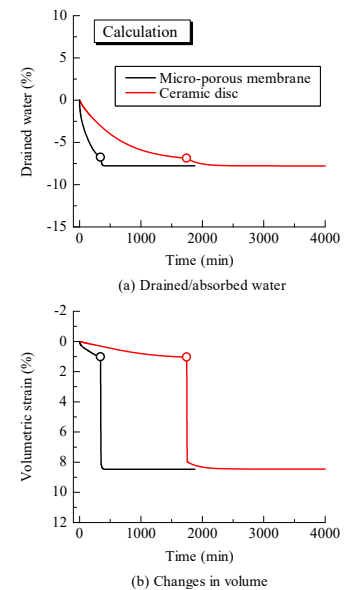 10
Calculation
5
Micro-porous membrane
0
Ceramic disc
-5
-10
-15
Drained water (%)
0 1000 2000 3000 4000
Time (min)
(a) Drained/absorbed water
-2
0
2
4
6
8
10
12
Volumetric strain (%)
0 1000 2000 3000 4000
Time (min)
(b) Changes in volume